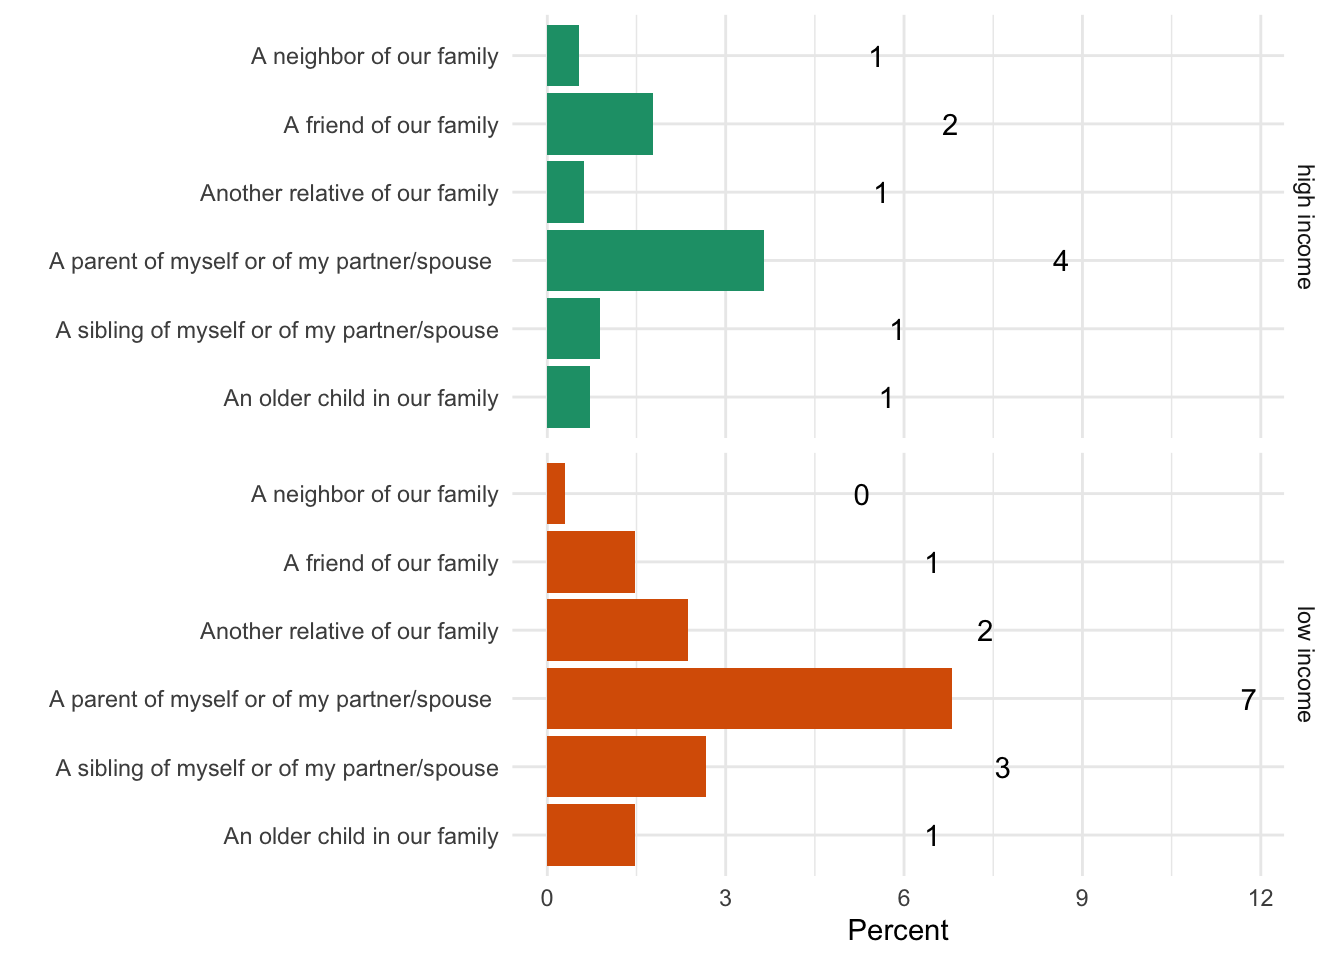 A neighbor of our family 1
A friend of our family 2
Another relative of our family 1
A parent of myself or of my partner/spouse 4
A sibling of myself or of my partner/spouse 1
An older child in our family 1
high income
A neighbor of our family 0
A friend of our family 1
Another relative of our family 2
A parent of myself or of my partner/spouse 7
A sibling of myself or of my partner/spouse 3
An older child in our family 1
low income
0 3 6 9 12
Percent